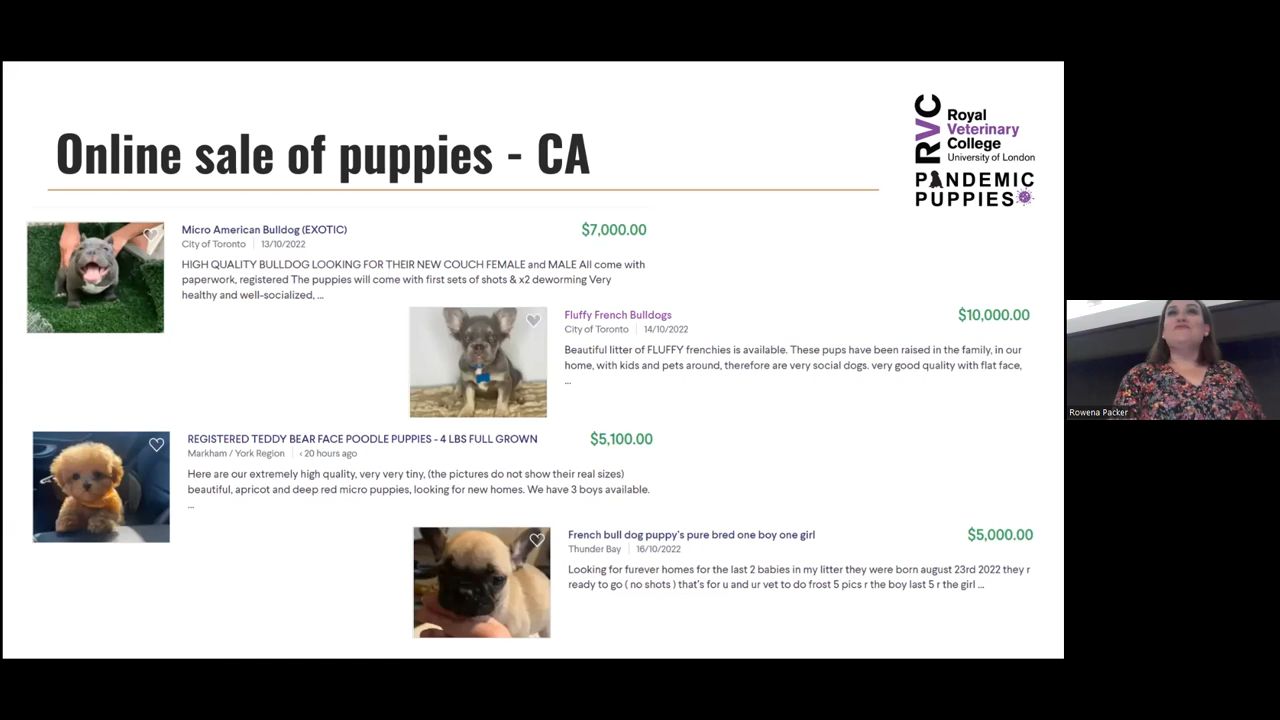 Online sale of puppies - CA
RVC
Royal
Veterinary
College
University of London
PANDEMIC
PUPPIES
Micro American Bulldog (EXOTIC)
$7,000.00
City of Toronto | 13/10/2022
HIGH QUALITY BULLDOG LOOKING FOR THEIR NEW COUCH FEMALE and MALE All come with
paperwork, registered The puppies will come with first sets of shots & x2 deworming Very
healthy and well-socialized, ...
Fluffy French Bulldogs
$10,000.00
City of Toronto | 14/10/2022
Beautiful litter of FLUFFY frenchies is available. These pups have been raised in the family, in our
home, with kids and pets around, therefore are very social dogs. very good quality with flat face,
...
REGISTERED TEDDY BEAR FACE POODLE PUPPIES - 4 LBS FULL GROWN
$5,100.00
Markham / York Region | < 20 hours ago
Here are our extremely high quality, very very tiny, (the pictures do not show their real sizes)
beautiful, apricot and deep red micro puppies, looking for new homes. We have 3 boys available.
...
French bull dog puppy's pure bred one boy one girl
$5,000.00
Thunder Bay | 16/10/2022
Looking for furever homes for the last 2 babies in my litter they were born august 23rd 2022 they r
ready to go ( no shots ) that's for u and ur vet to do frost 5 pics r the boy last 5 r the girl ...
Rowena Packer